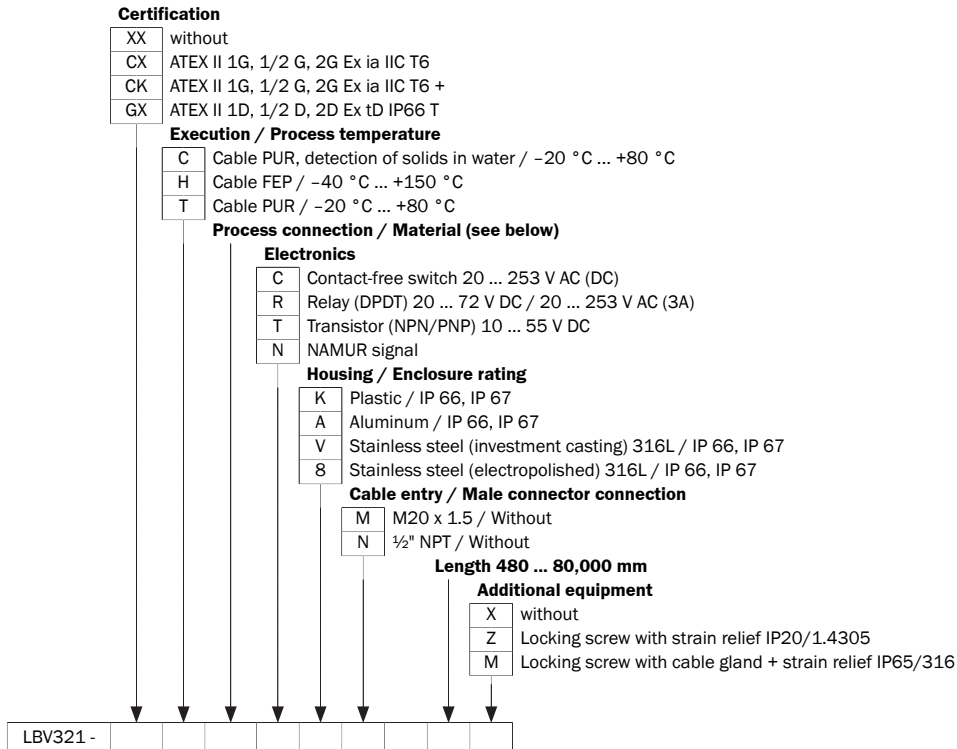 Certification
XX without
CX ATEX II 1G, 1/2 G, 2G Ex ia IIC T6
CK ATEX II 1G, 1/2 G, 2G Ex ia IIC T6 +
GX ATEX II 1D, 1/2 D, 2D Ex tD IP66 T
Execution / Process temperature
C Cable PUR, detection of solids in water / –20 °C ... +80 °C
H Cable FEP / –40 °C ... +150 °C
T Cable PUR / –20 °C ... +80 °C
Process connection / Material (see below)
Electronics
C Contact-free switch 20 ... 253 V AC (DC)
R Relay (DPDT) 20 ... 72 V DC / 20 ... 253 V AC (3A)
T Transistor (NPN/PNP) 10 ... 55 V DC
N NAMUR signal
Housing / Enclosure rating
K Plastic / IP 66, IP 67
A Aluminum / IP 66, IP 67
V Stainless steel (investment casting) 316L / IP 66, IP 67
8 Stainless steel (electropolished) 316L / IP 66, IP 67
Cable entry / Male connector connection
M M20 x 1.5 / Without
N ½" NPT / Without
Length 480 ... 80,000 mm
Additional equipment
X without
Z Locking screw with strain relief IP20/1.4305
M Locking screw with cable gland + strain relief IP65/316
LBV321 -